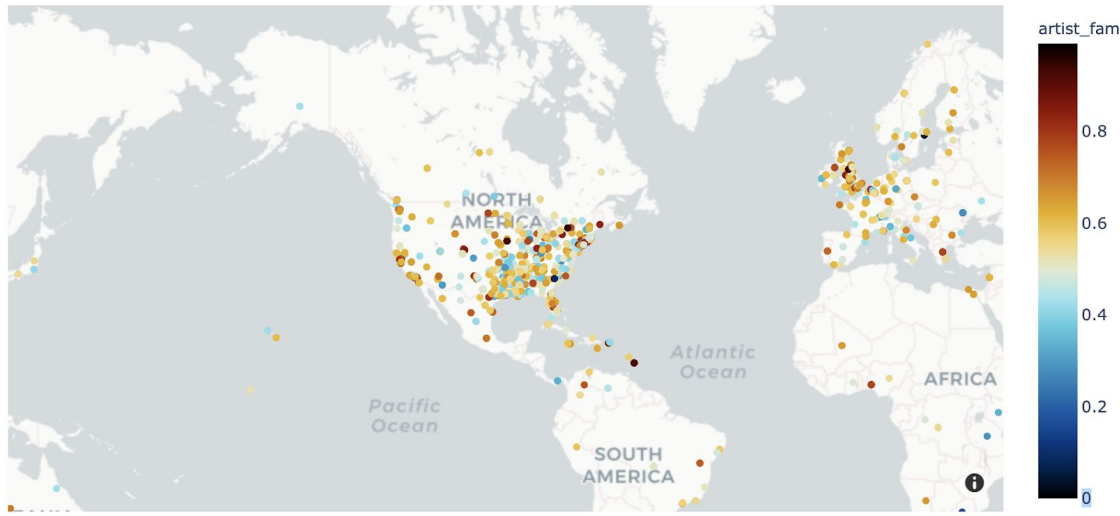 artist_fam
0.8
NORTH
AMERICA
0.6
0.4
Atlantic
Ocean
AFRICA
Pacific
Ocean
0.2
SOUTH
AMERICA
0